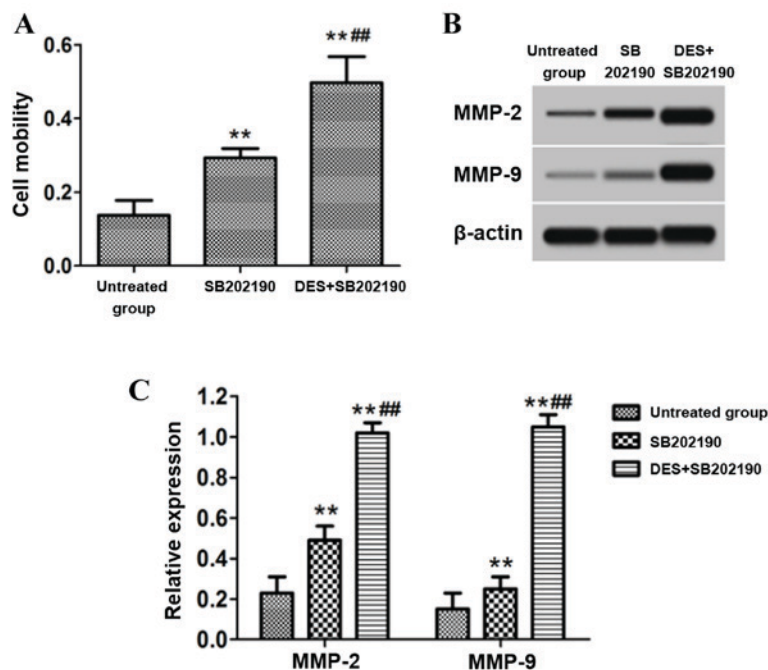 A
Cell mobility
0.6
0.4
0.2
0.0
** ##
**
Untreated
group
SB202190
DES+SB202190
B
Untreated
group
SB
202190
DES+
SB202190
MMP-2
MMP-9
β-actin
C
Relative expression
1.2
1.0
0.8
0.6
0.4
0.2
0.0
**##
**
**##
**
MMP-2
MMP-9
Untreated group
SB202190
DES+SB202190